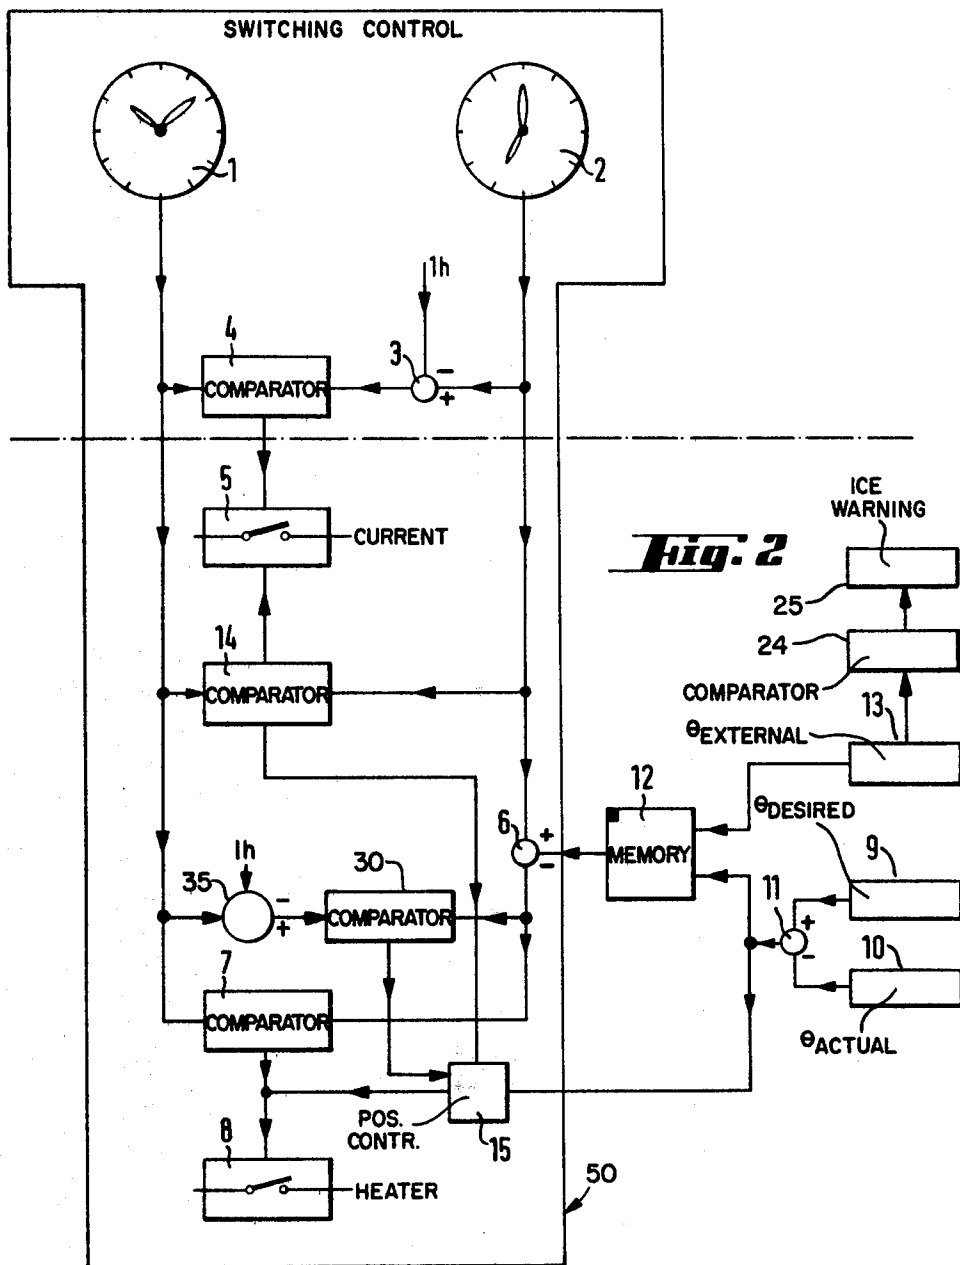 SWITCHING CONTROL
1
2
1h
4
3
-
+
COMPARATOR
5
CURRENT
ICE
WARNING
Fig. 2
25
14
24
COMPARATOR
COMPARATOR
13
θEXTERNAL
12
θDESIRED
6
+
-
MEMORY
9
1h
35
30
-
+
COMPARATOR
11
+
-
10
7
COMPARATOR
θACTUAL
POS.
CONTR.
15
8
HEATER
50